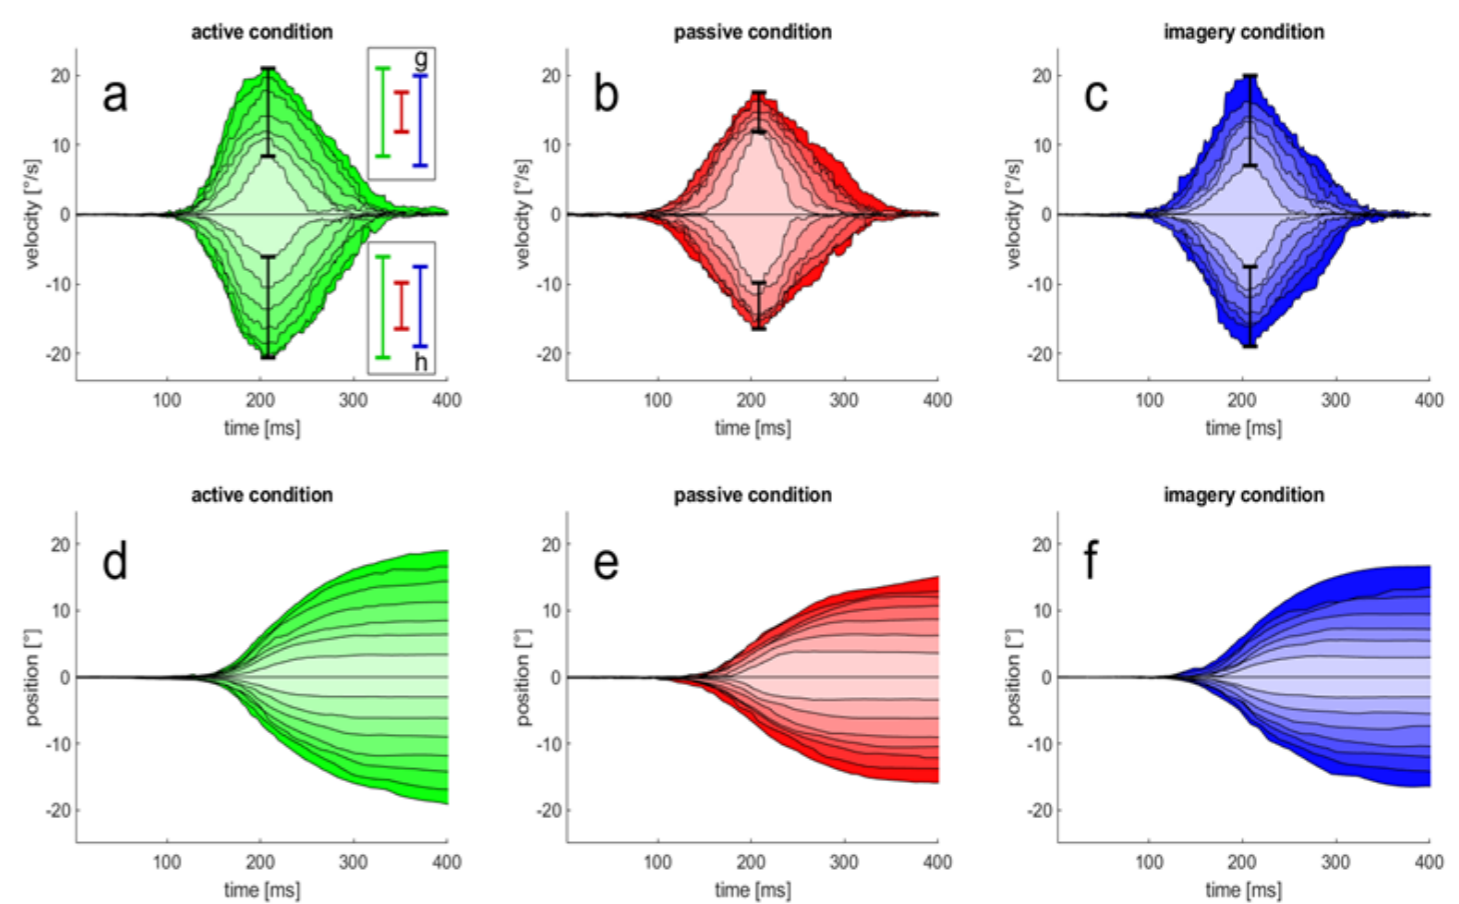 active condition
passive condition
imagery condition
a
g
b
c
velocity [°/s]
20
10
0
-10
-20
h
velocity [°/s]
20
10
0
-10
-20
velocity [°/s]
20
10
0
-10
-20
100 200 300 400
100 200 300 400
100 200 300 400
time [ms]
time [ms]
time [ms]
active condition
passive condition
imagery condition
d
e
f
position [°]
20
10
0
-10
-20
position [°]
20
10
0
-10
-20
position [°]
20
10
0
-10
-20
100 200 300 400
100 200 300 400
100 200 300 400
time [ms]
time [ms]
time [ms]